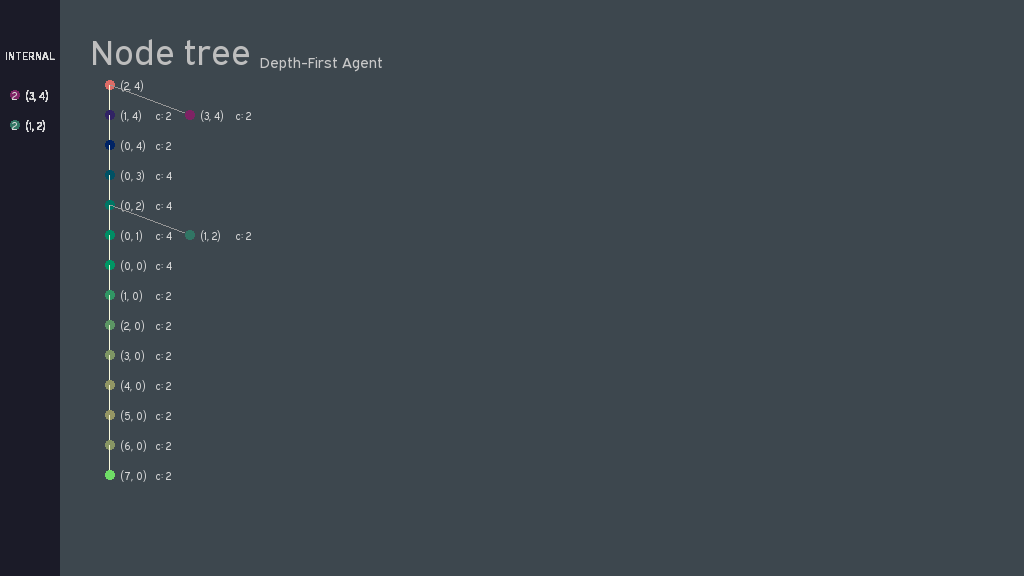 INTERNAL
2 (3, 4)
2 (1, 2)
Node tree Depth-First Agent
(2, 4)
(1, 4) c: 2 (3, 4) c: 2
(0, 4) c: 2
(0, 3) c: 4
(0, 2) c: 4
(0, 1) c: 4 (1, 2) c: 2
(0, 0) c: 4
(1, 0) c: 2
(2, 0) c: 2
(3, 0) c: 2
(4, 0) c: 2
(5, 0) c: 2
(6, 0) c: 2
(7, 0) c: 2